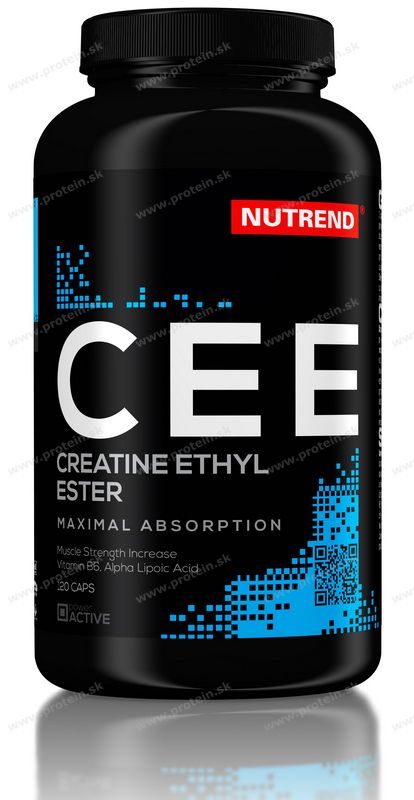 NUTREND®
CEE
CREATINE ETHYL
ESTER
MAXIMAL ABSORPTION
Muscle Strength Increase
Vitamin B6, Alpha Lipoic Acid
120 CAPS
power
ACTIVE
www.protein.sk